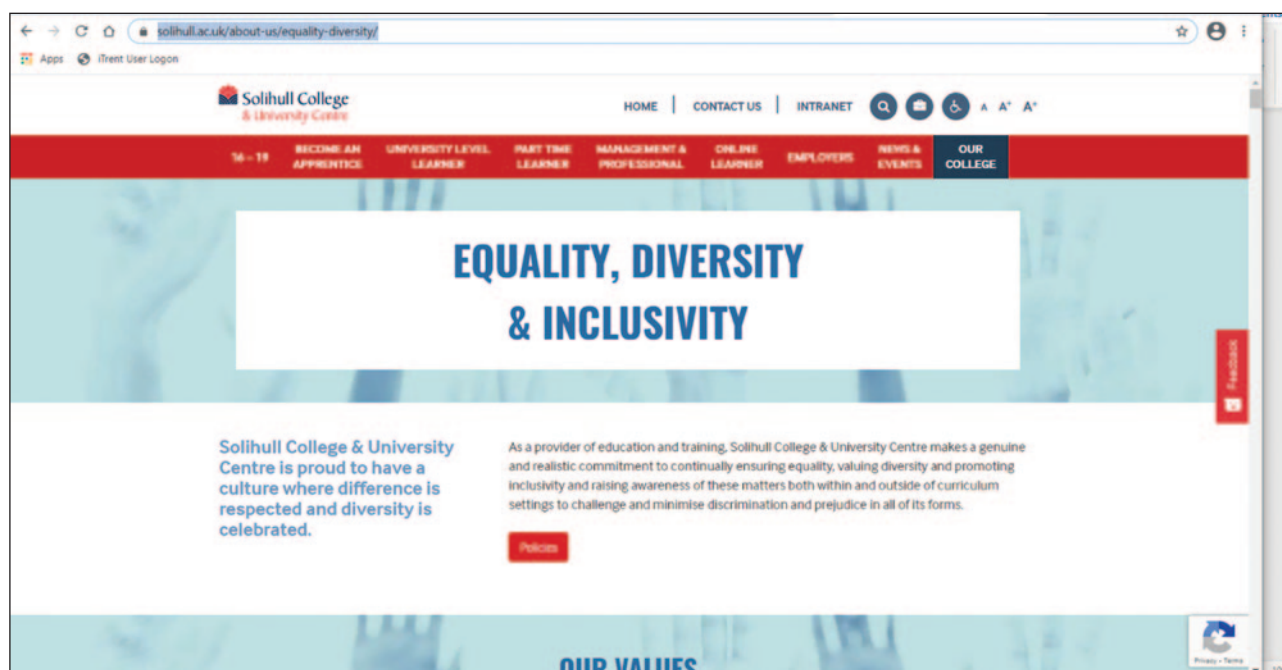 solihull.ac.uk/about-us/equality-diversity/
Apps iTrent User Logon
Solihull College
& University Centre
HOME | CONTACT US | INTRANET A A+ A+
16 – 19 BECOME AN APPRENTICE UNIVERSITY LEVEL LEARNER PART TIME LEARNER MANAGEMENT & PROFESSIONAL ONLINE LEARNER EMPLOYERS NEWS & EVENTS OUR COLLEGE
EQUALITY, DIVERSITY
& INCLUSIVITY
Feedback
Solihull College & University
Centre is proud to have a
culture where difference is
respected and diversity is
celebrated.
As a provider of education and training, Solihull College & University Centre makes a genuine
and realistic commitment to continually ensuring equality, valuing diversity and promoting
inclusivity and raising awareness of these matters both within and outside of curriculum
settings to challenge and minimise discrimination and prejudice in all of its forms.
Policies
OUR VALUES
Privacy - Terms